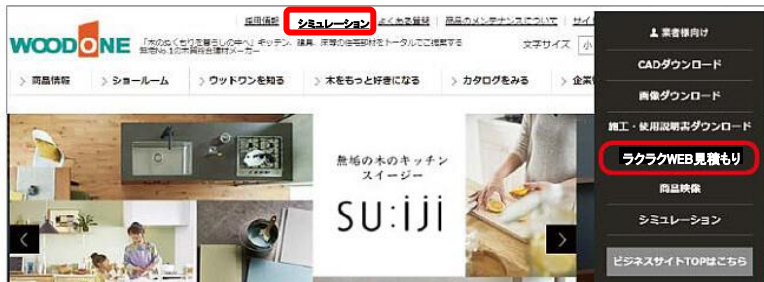 採用情報 シミュレーション よくある質問 商品のメンテナンスについて サイ
WOODONE 「木のぬくもりを暮らしの中へ」キッチン、建具、床等の住宅部材をトータルでご提案する
住宅No.1の木質総合建材メーカー
文字サイズ 小
商品情報 ショールーム ウッドワンを知る 木をもっと好きになる カタログをみる 企業
無垢の木のキッチン
スイージー
su:iji
業者様向け
CADダウンロード
画像ダウンロード
施工・使用説明書ダウンロード
ラクラクWEB見積もり
商品映像
シミュレーション
ビジネスサイトTOPはこちら